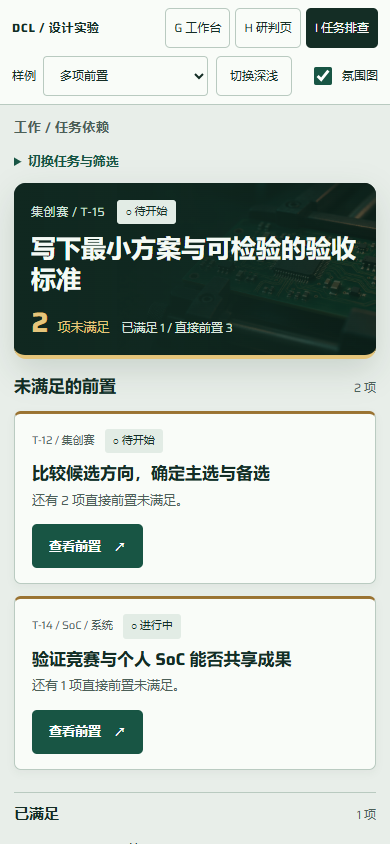 DCL / 设计实验
G 工作台
H 研判页
I 任务排查
样例
多项前置
切换深浅
氛围图
工作 / 任务依赖
切换任务与筛选
集创赛 / T-15
待开始
写下最小方案与可检验的验收
标准
2 项未满足 已满足 1 / 直接前置 3
未满足的前置
2 项
T-12 / 集创赛
待开始
比较候选方向，确定主选与备选
还有 2 项直接前置未满足。
查看前置 ↗
T-14 / SoC / 系统
进行中
验证竞赛与个人 SoC 能否共享成果
还有 1 项直接前置未满足。
查看前置 ↗
已满足
1 项